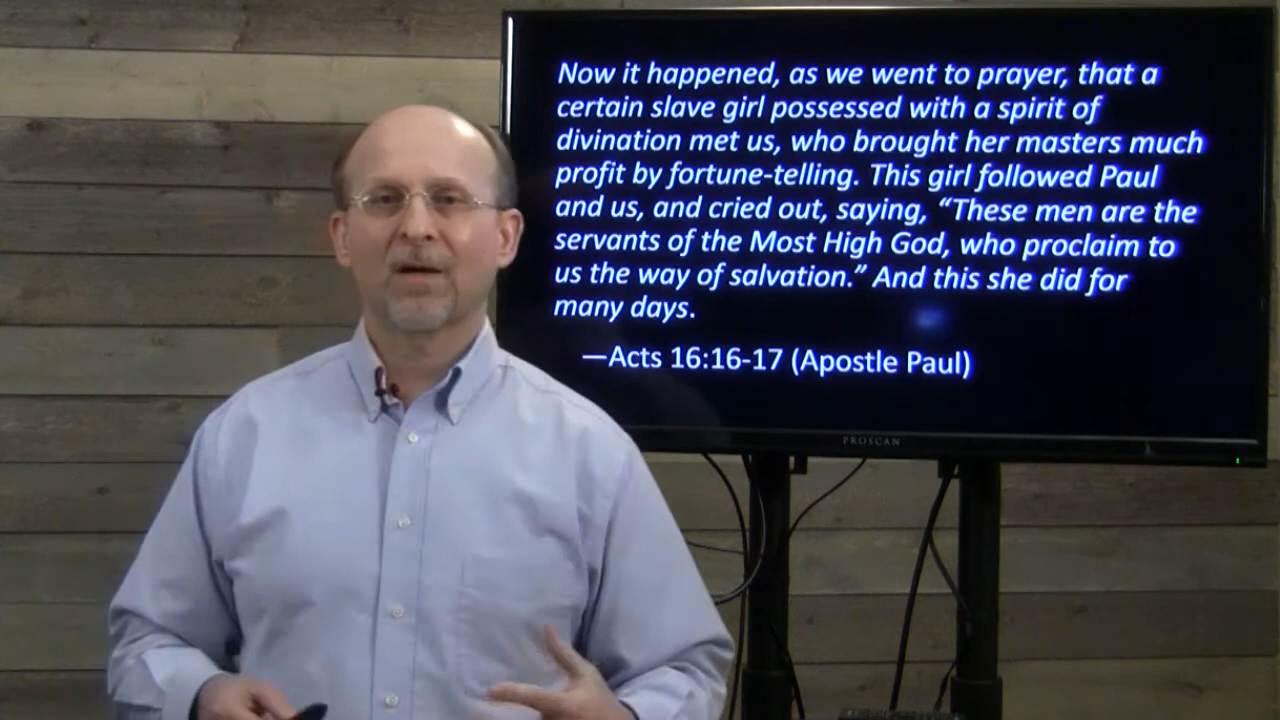 Now it happened, as we went to prayer, that a
certain slave girl possessed with a spirit of
divination met us, who brought her masters much
profit by fortune-telling. This girl followed Paul
and us, and cried out, saying, “These men are the
servants of the Most High God, who proclaim to
us the way of salvation.” And this she did for
many days.
—Acts 16:16-17 (Apostle Paul)
PROSCAN